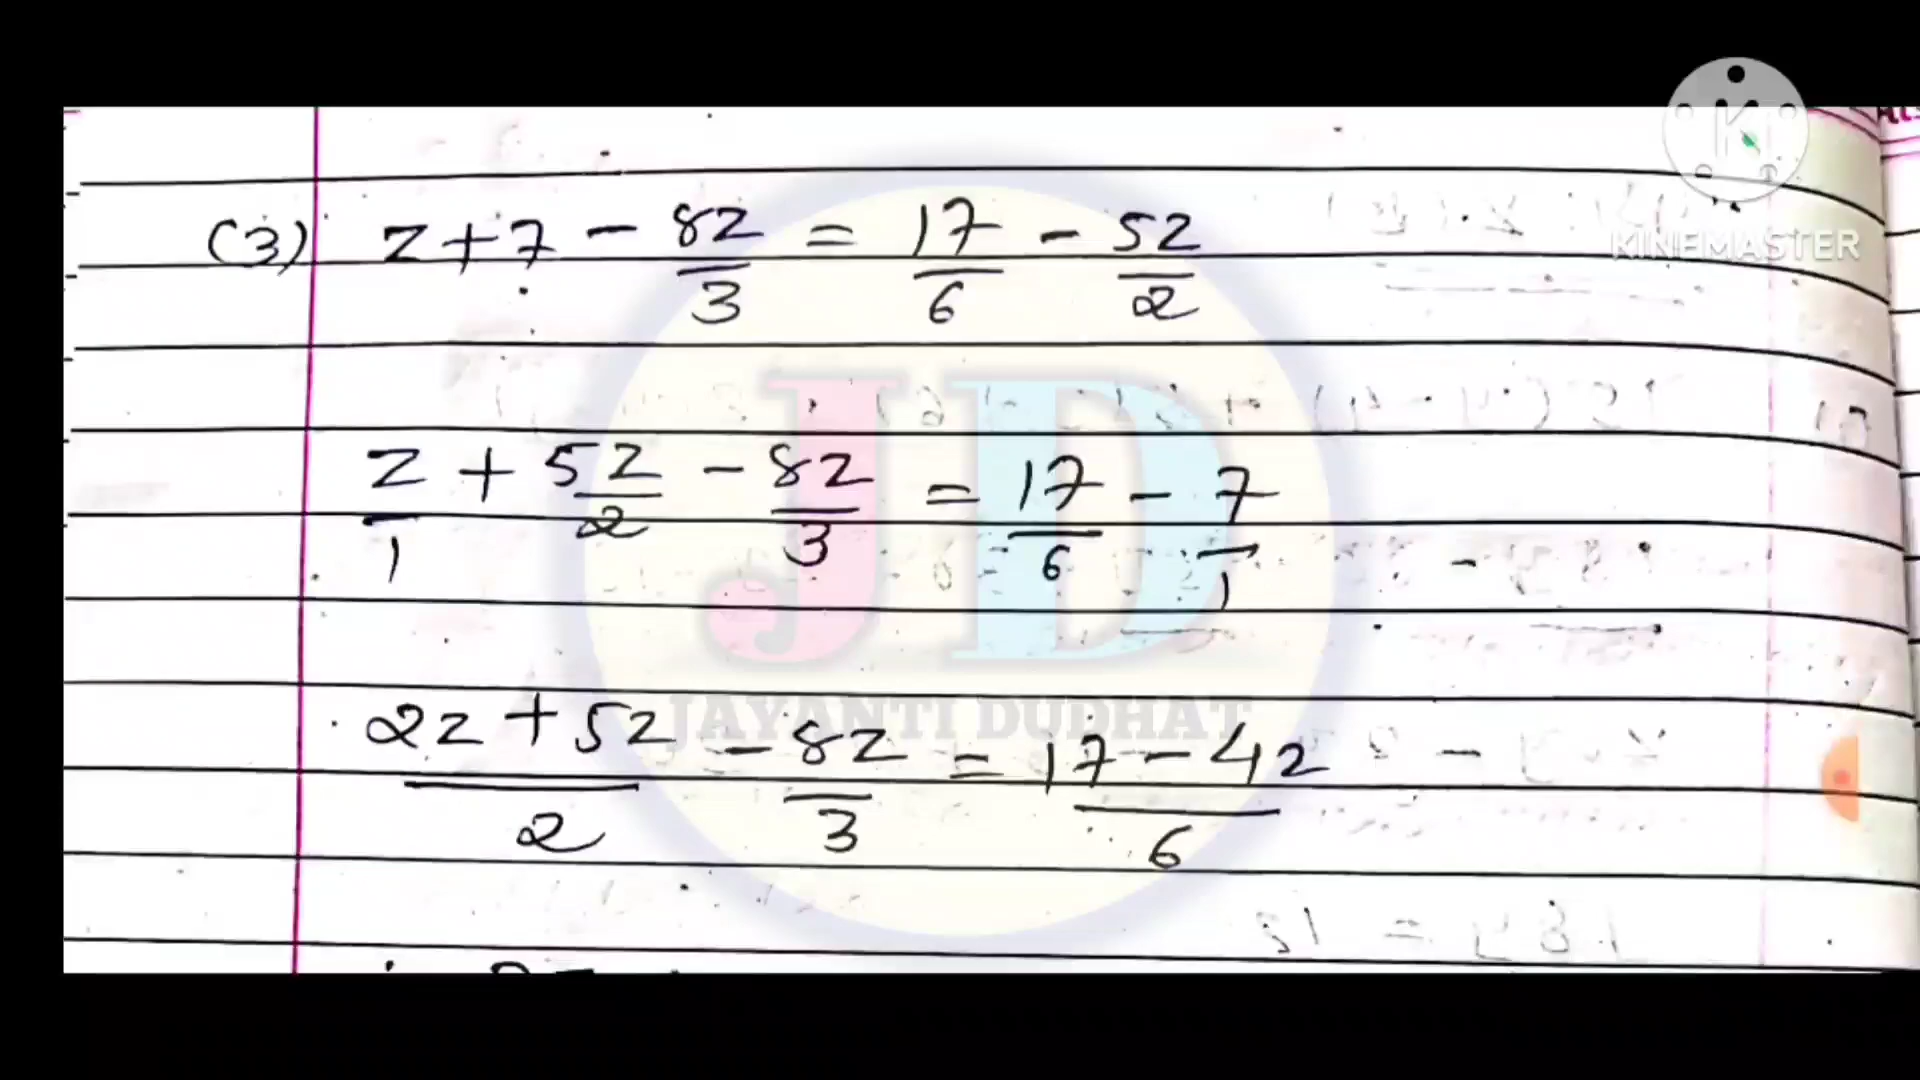 KINEMASTER
(3) z + 7 - 8z/3 = 17/6 - 5z/2
z/1 + 5z/2 - 8z/3 = 17/6 - 7/1
2z + 5z/2 - 8z/3 = 17 - 42/6
JD
JAYANTI DUDHAT